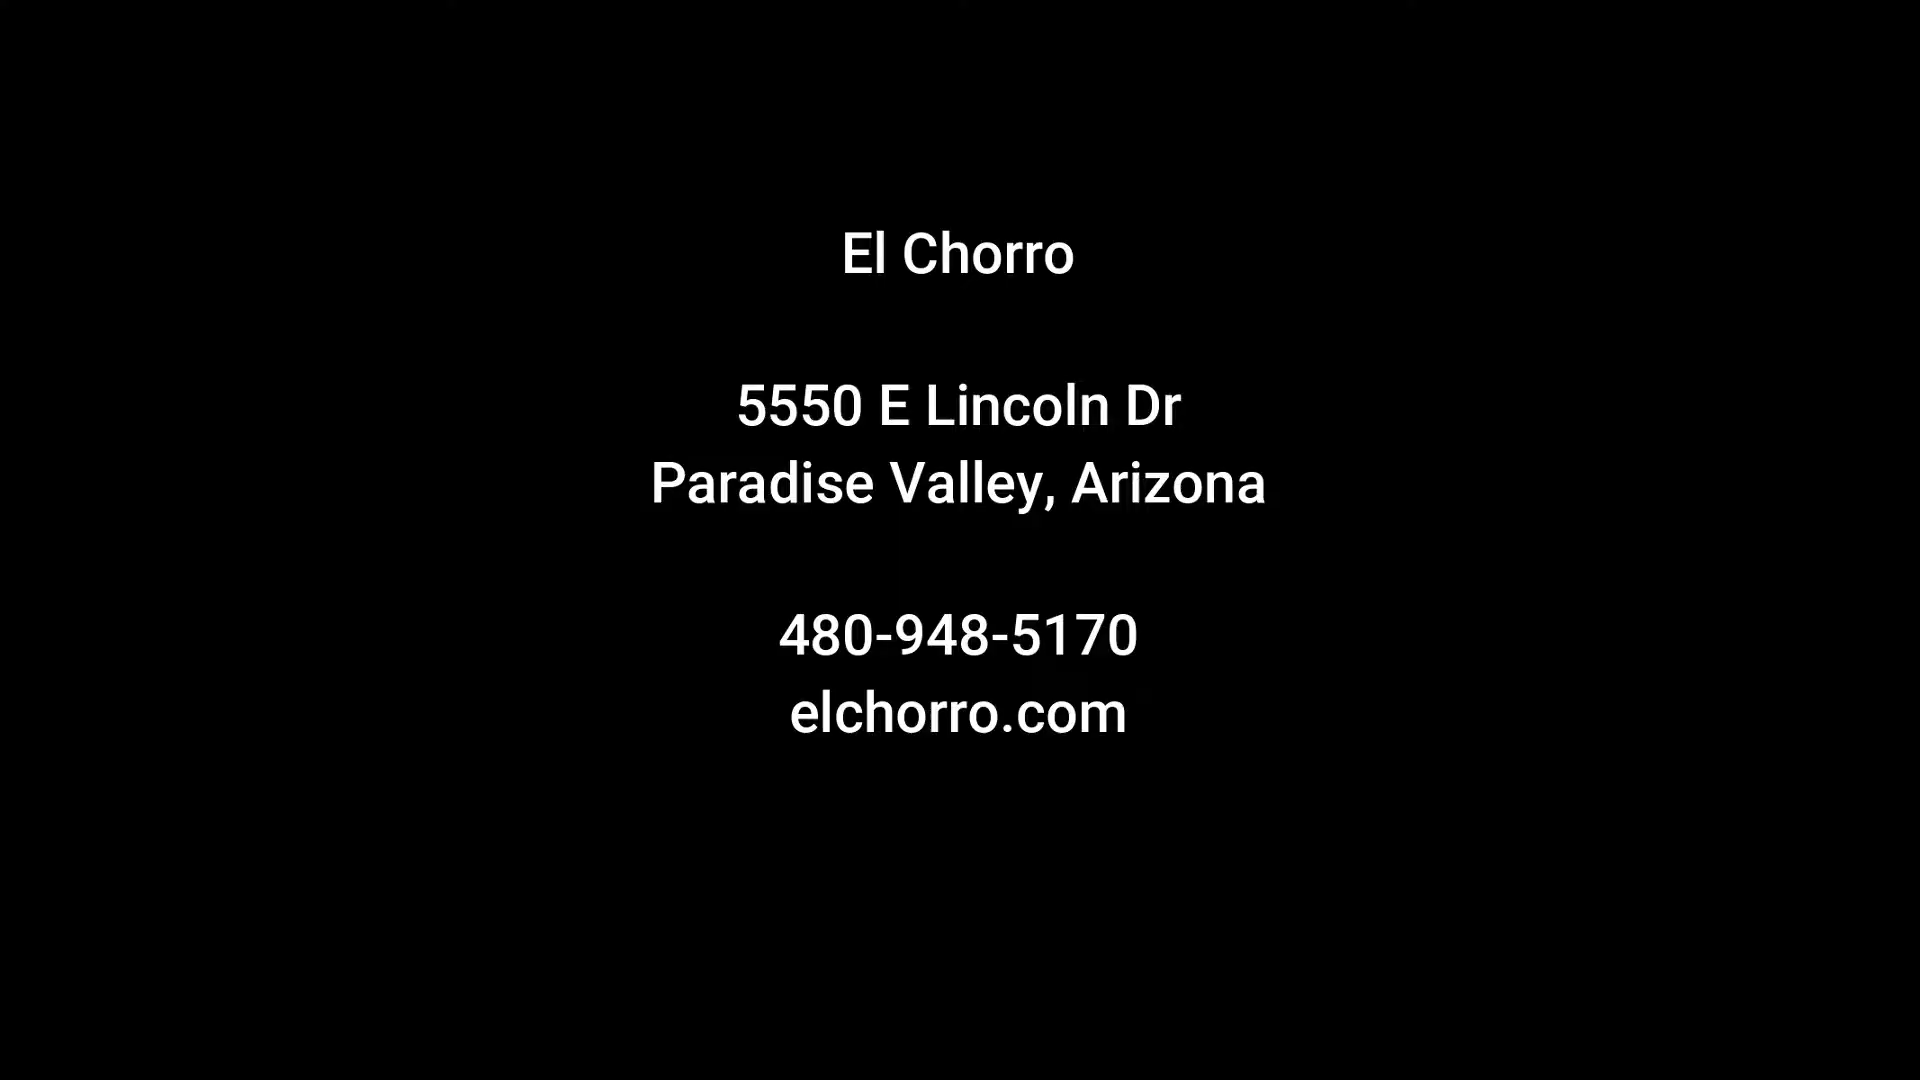 El Chorro
5550 E Lincoln Dr
Paradise Valley, Arizona
480-948-5170
elchorro.com